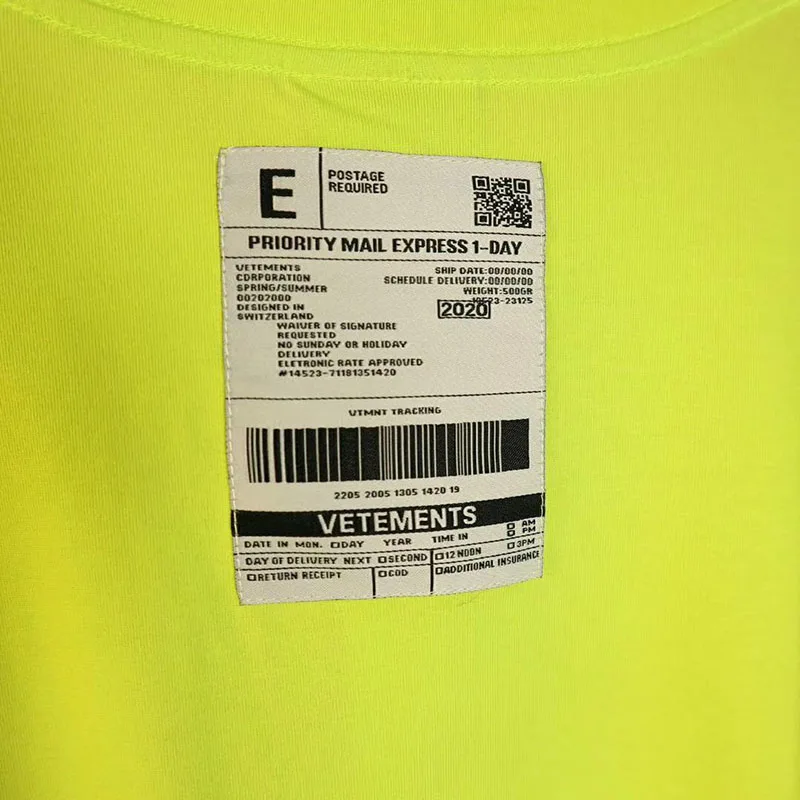 E
POSTAGE
REQUIRED
PRIORITY MAIL EXPRESS 1-DAY
VETEMENTS
CORPORATION
SPRING/SUMMER
00202000
DESIGNED IN
SWITZERLAND
SHIP DATE:00/00/00
SCHEDULE DELIVERY:00/00/00
WEIGHT:500GR
10523-23125
2020
WAIVER OF SIGNATURE
REQUESTED
NO SUNDAY OR HOLIDAY
DELIVERY
ELETRONIC RATE APPROVED
#14523-71181351420
VTMNT TRACKING
2205 2005 1305 1420 19
VETEMENTS
DATE IN MON. DAY YEAR TIME IN AM PM
DAY OF DELIVERY NEXT SECOND 12 NOON 3PM
RETURN RECEIPT COD ADDITIONAL INSURANCE